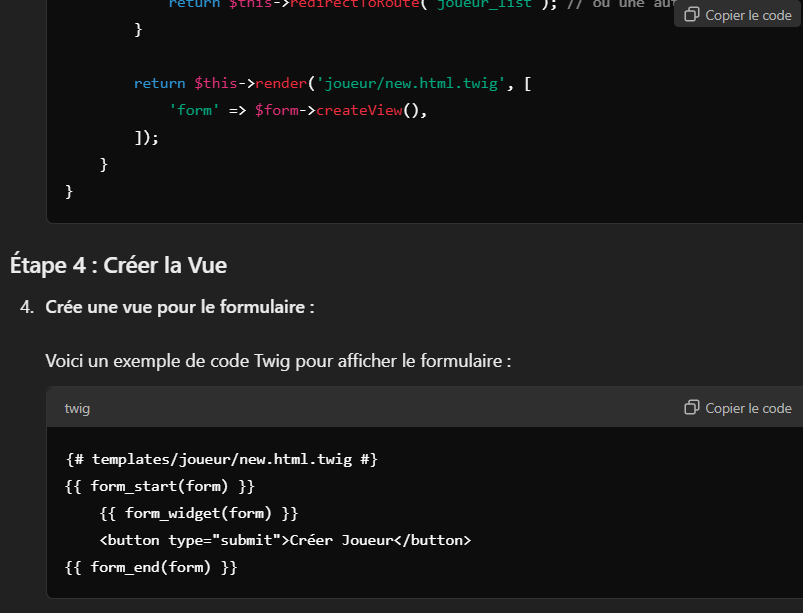 return $this->redirectToRoute('joueur_list'); // ou une aut
Copier le code
}
return $this->render('joueur/new.html.twig', [
'form' => $form->createView(),
]);
}
}
Étape 4 : Créer la Vue
4. Crée une vue pour le formulaire :
Voici un exemple de code Twig pour afficher le formulaire :
twig
Copier le code
{# templates/joueur/new.html.twig #}
{{ form_start(form) }}
{{ form_widget(form) }}
<button type="submit">Créer Joueur</button>
{{ form_end(form) }}